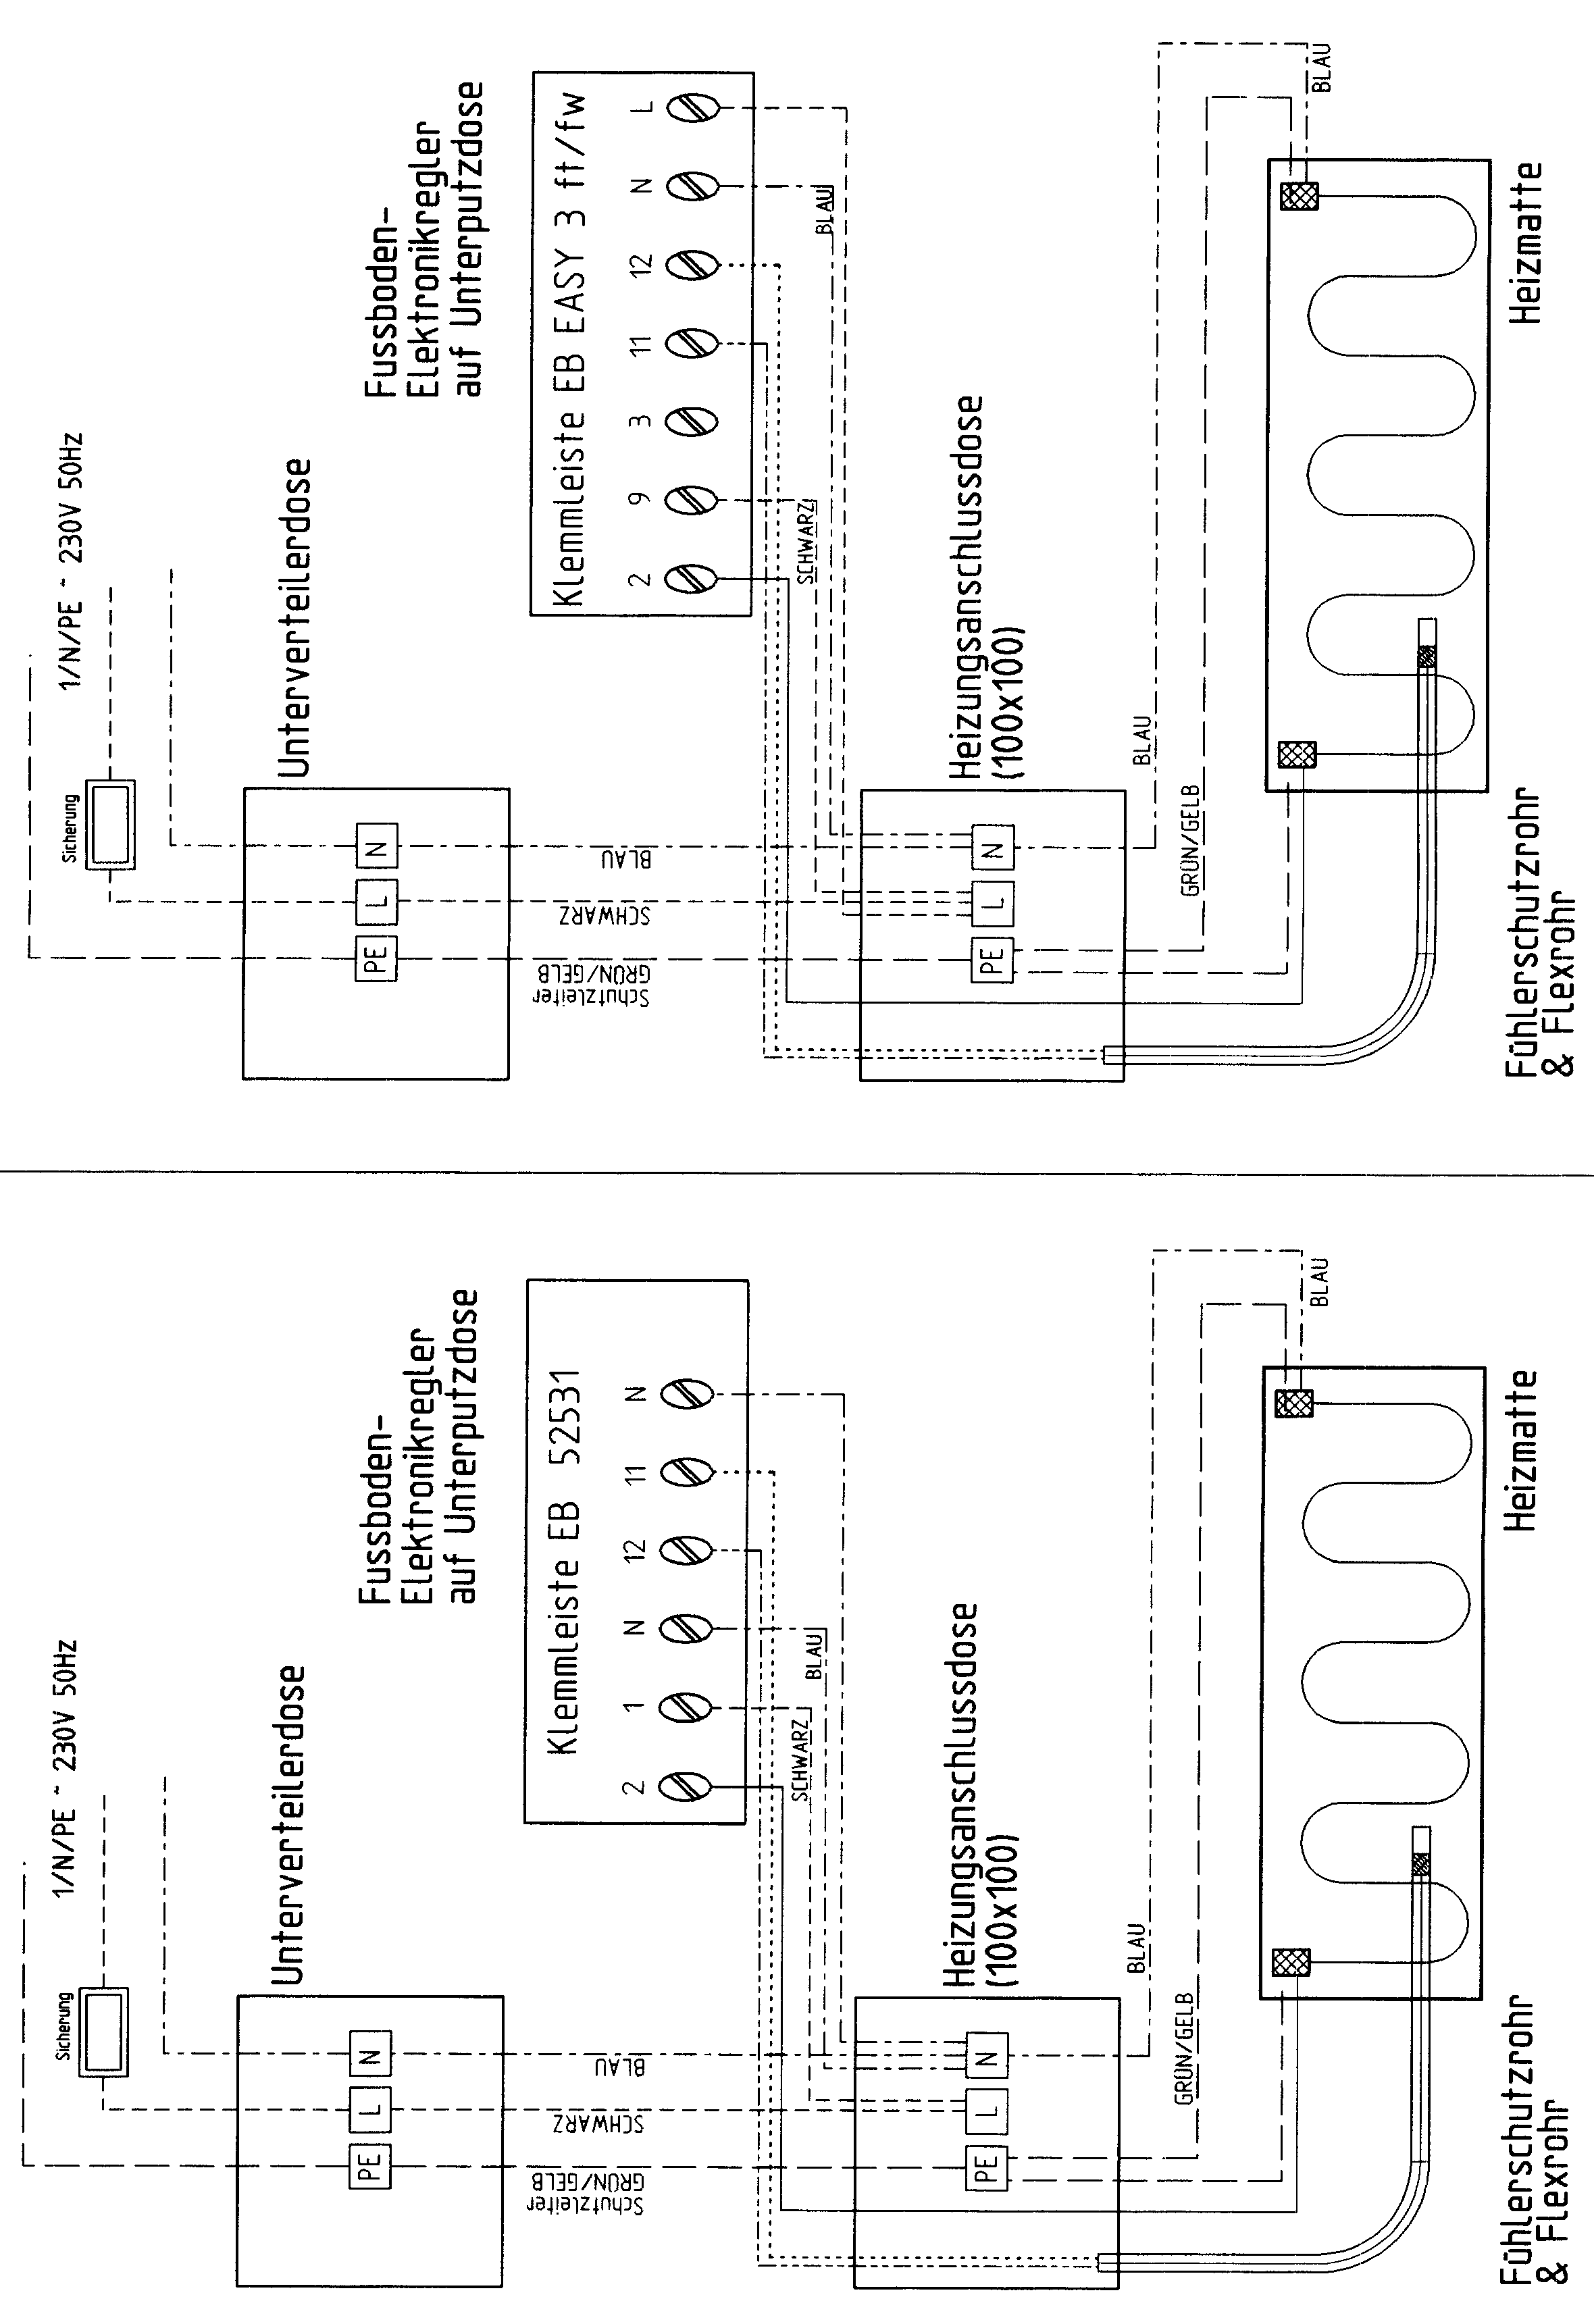 1/N/PE ~ 230V 50Hz
Sicherung
Unterverteilerdose
PE
L
N
Schutzleiter
GRÜN/GELB
SCHWARZ
BLAU
Fussboden-
Elektronikregler
auf Unterputzdose
Klemmleiste EB 52531
2
1
N
12
11
N
SCHWARZ
BLAU
Heizungsanschlussdose
(100x100)
PE
L
N
BLAU
GRÜN/GELB
BLAU
Heizmatte
Fühlerschutzrohr
& Flexrohr
1/N/PE ~ 230V 50Hz
Sicherung
Unterverteilerdose
PE
L
N
Schutzleiter
GRÜN/GELB
SCHWARZ
BLAU
Fussboden-
Elektronikregler
auf Unterputzdose
Klemmleiste EB EASY 3 ft/fw
2
9
3
11
12
N
L
SCHWARZ
BLAU
Heizungsanschlussdose
(100x100)
PE
L
N
BLAU
GRÜN/GELB
BLAU
Heizmatte
Fühlerschutzrohr
& Flexrohr